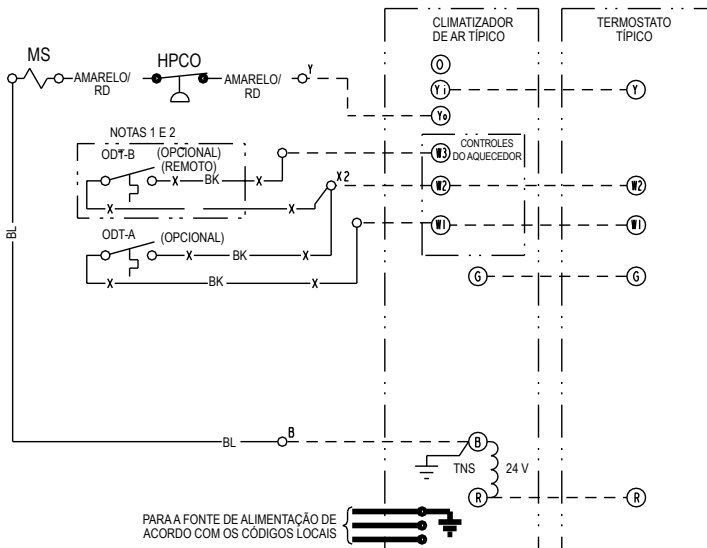 CLIMATIZADOR
DE AR TÍPICO
TERMOSTATO
TÍPICO
MS
HPCO
AMARELO/
RD
AMARELO/
RD
Y
O
Yi
Y
Yo
NOTAS 1 E 2
ODT-B
(OPCIONAL)
(REMOTO)
X
BK
X
X
X
X
X2
CONTROLES
DO AQUECEDOR
W3
W2
W2
W1
W1
ODT-A
(OPCIONAL)
X
BK
X
X
BK
X
G
G
BL
BL
B
B
TNS
24 V
R
R
PARA A FONTE DE ALIMENTAÇÃO DE
ACORDO COM OS CÓDIGOS LOCAIS